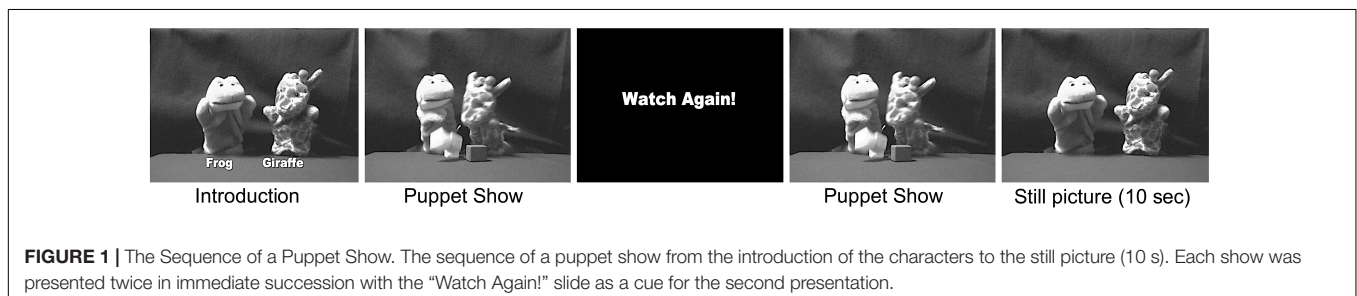 Watch Again!
Frog Giraffe
Introduction Puppet Show Puppet Show Still picture (10 sec)
FIGURE 1 | The Sequence of a Puppet Show. The sequence of a puppet show from the introduction of the characters to the still picture (10 s). Each show was
presented twice in immediate succession with the “Watch Again!” slide as a cue for the second presentation.